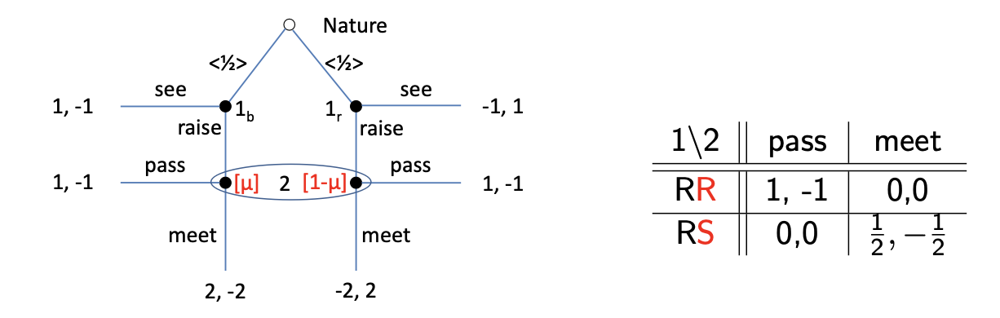 Nature
<½> <½>
see see
1, -1 1b 1r -1, 1
raise raise
pass pass
1, -1 [μ] 2 [1-μ] 1, -1
meet meet
2, -2 -2, 2
1\2 pass meet
RR 1, -1 0,0
RS 0,0 1/2, −1/2